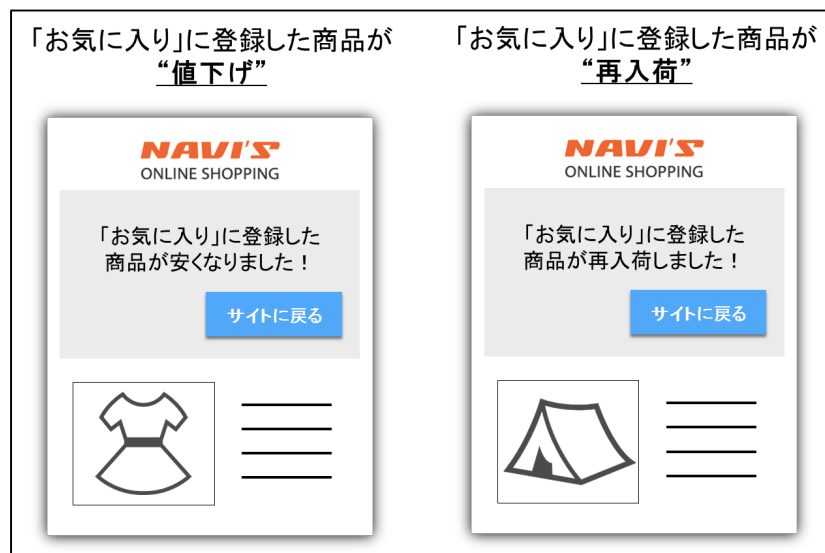 「お気に入り」に登録した商品が
“値下げ”
NAVI'S
ONLINE SHOPPING
「お気に入り」に登録した
商品が安くなりました！
サイトに戻る
「お気に入り」に登録した商品が
“再入荷”
NAVI'S
ONLINE SHOPPING
「お気に入り」に登録した
商品が再入荷しました！
サイトに戻る